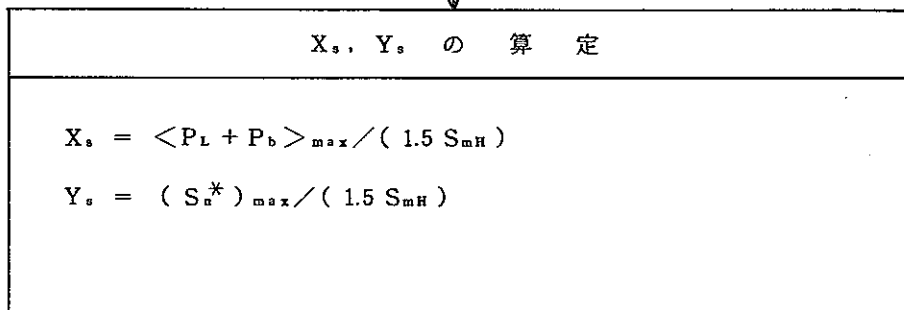 Xs, Ys の 算 定
Xs = <PL + Pb>max/( 1.5 SmH )
Ys = ( Sn* )max/( 1.5 SmH )